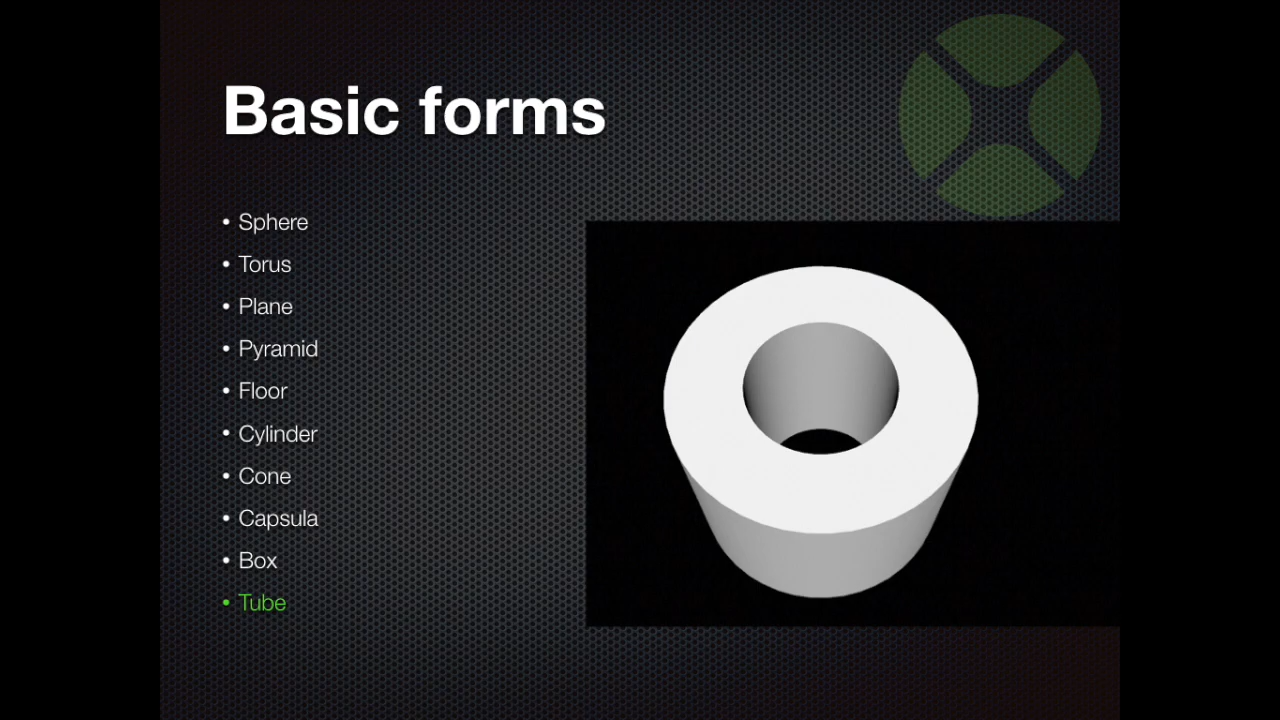 Basic forms
• Sphere
• Torus
• Plane
• Pyramid
• Floor
• Cylinder
• Cone
• Capsula
• Box
• Tube